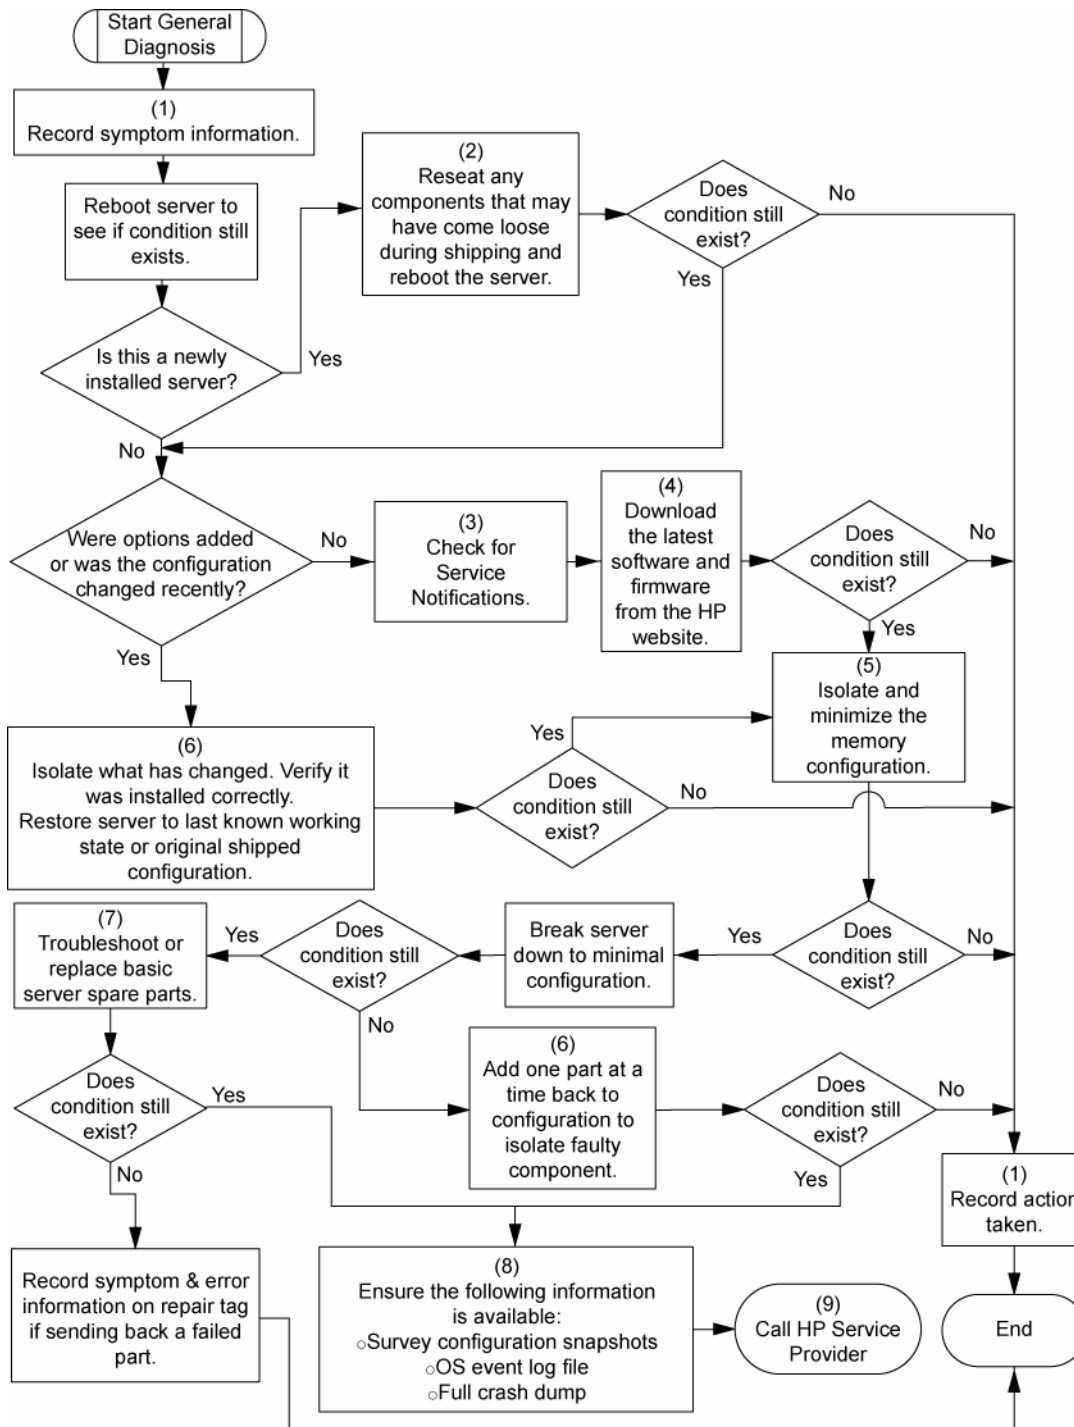 Start General
Diagnosis
(1)
Record symptom information.
Reboot server to
see if condition still
exists.
(2)
Reseat any
components that may
have come loose
during shipping and
reboot the server.
Does
condition still
exist?
No
Yes
Is this a newly
installed server?
Yes
No
Were options added
or was the configuration
changed recently?
No
Yes
(3)
Check for
Service
Notifications.
(4)
Download
the latest
software and
firmware
from the HP
website.
Does
condition still
exist?
No
Yes
(5)
Isolate and
minimize the
memory
configuration.
(6)
Isolate what has changed. Verify it
was installed correctly.
Restore server to last known working
state or original shipped
configuration.
Yes
Does
condition still
exist?
No
(7)
Troubleshoot or
replace basic
server spare parts.
Yes
Does
condition still
exist?
No
Break server
down to minimal
configuration.
Yes
Does
condition still
exist?
No
Does
condition still
exist?
Yes
No
(6)
Add one part at a
time back to
configuration to
isolate faulty
component.
Does
condition still
exist?
No
Yes
(1)
Record action
taken.
Record symptom & error
information on repair tag
if sending back a failed
part.
(8)
Ensure the following information
is available:
○Survey configuration snapshots
○OS event log file
○Full crash dump
(9)
Call HP Service
Provider
End